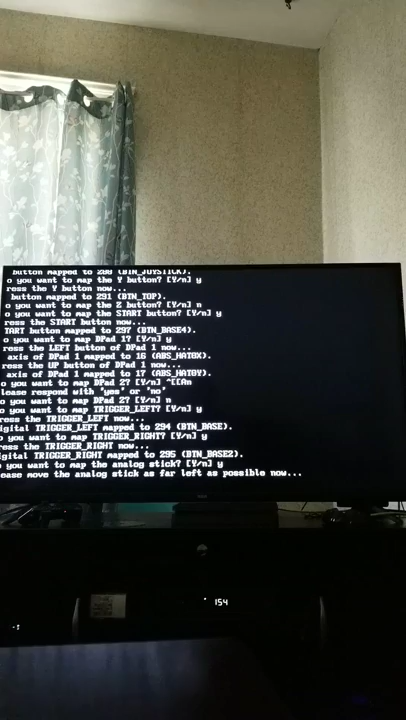 button mapped to 288 (BTN_JOYSTICK).
o you want to map the Y button? [Y/n] y
ress the Y button now...
button mapped to 291 (BTN_TOP).
o you want to map the Z button? [Y/n] n
o you want to map the START button? [Y/n] y
ress the START button now...
TART button mapped to 297 (BTN_BASE4).
o you want to map DPad 1? [Y/n] y
ress the LEFT button of DPad 1 now...
axis of DPad 1 mapped to 16 (ABS_HAT0X).
ress the UP button of DPad 1 now...
axis of DPad 1 mapped to 17 (ABS_HAT0Y).
o you want to map DPad 2? [Y/n] ^[[An
lease respond with 'yes' or 'no'
o you want to map DPad 2? [Y/n] n
o you want to map TRIGGER_LEFT? [Y/n] y
ress the TRIGGER_LEFT now...
igital TRIGGER_LEFT mapped to 294 (BTN_BASE).
o you want to map TRIGGER_RIGHT? [Y/n] y
ress the TRIGGER_RIGHT now...
igital TRIGGER_RIGHT mapped to 295 (BTN_BASE2).
o you want to map the analog stick? [Y/n] y
ease move the analog stick as far left as possible now...
RCA
154